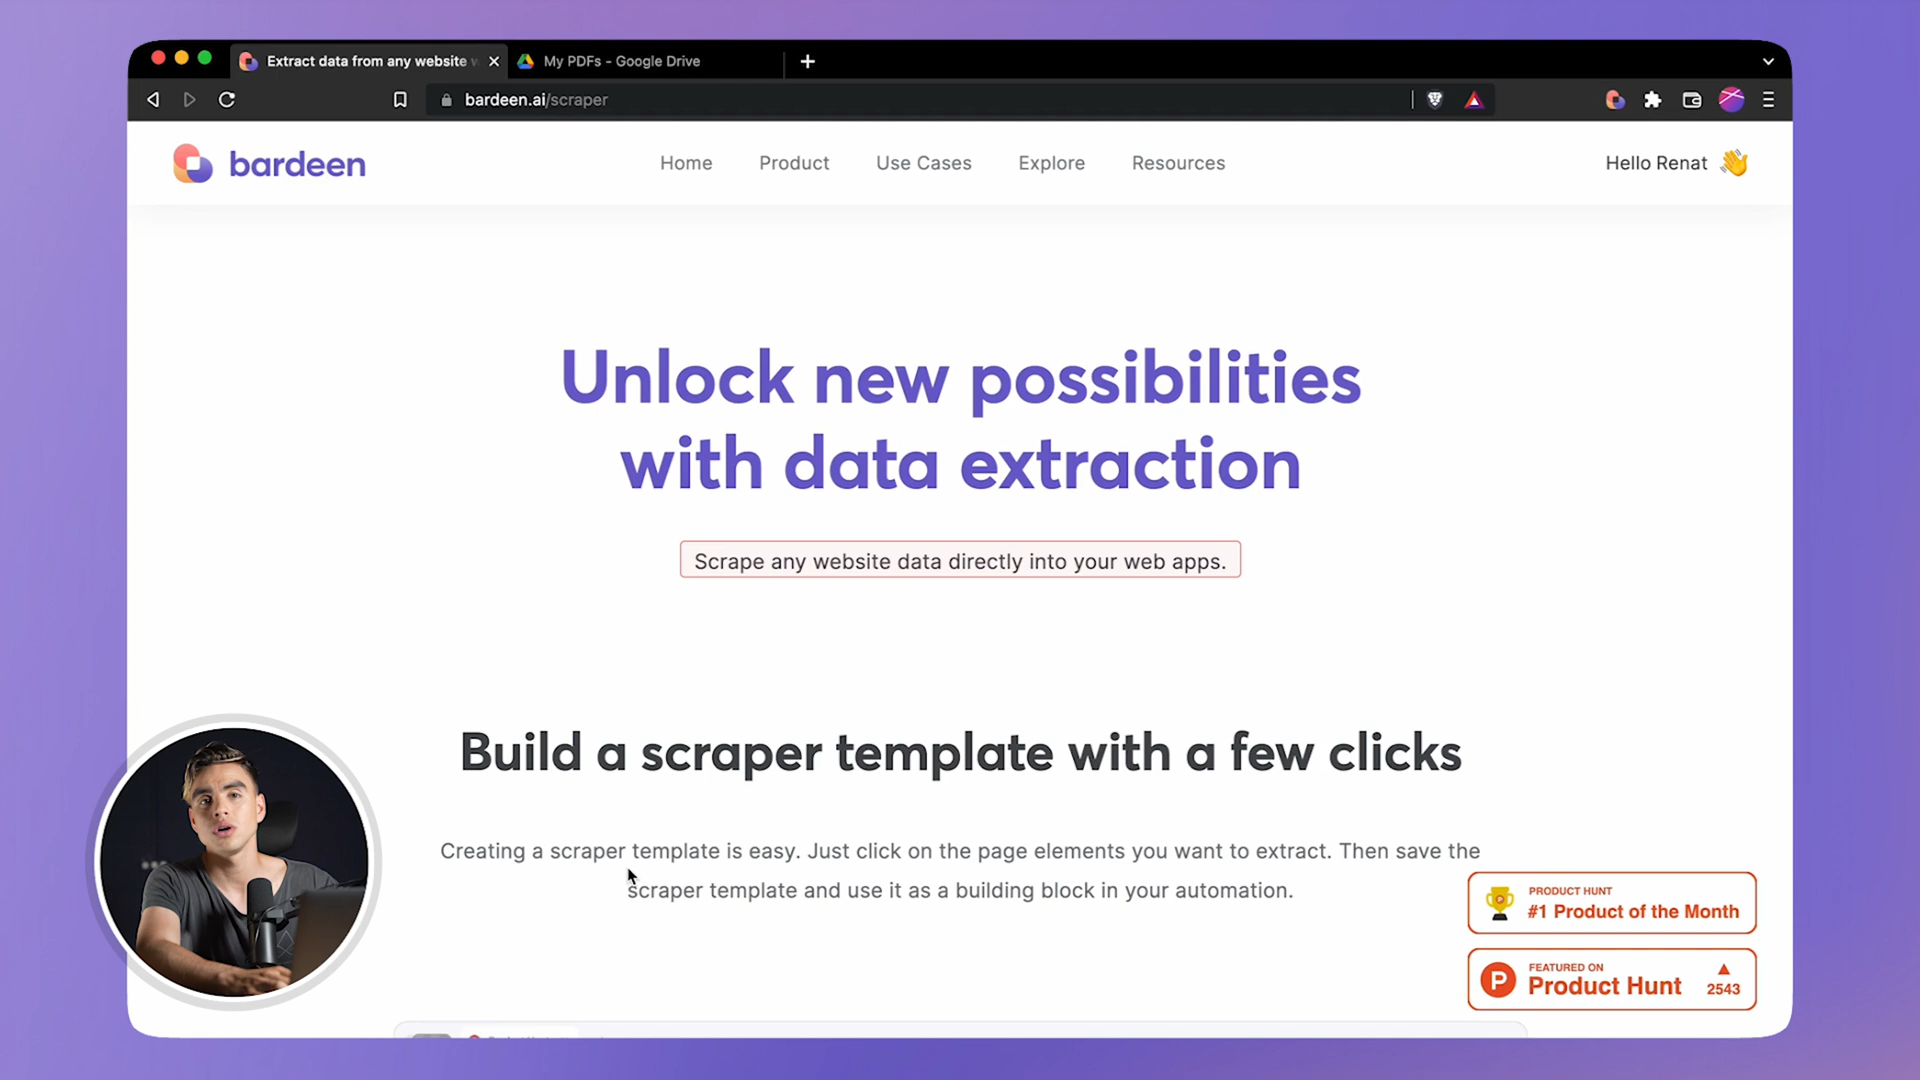 Extract data from any website
My PDFs - Google Drive
bardeen.ai/scraper
bardeen
Home
Product
Use Cases
Explore
Resources
Hello Renat
Unlock new possibilities
with data extraction
Scrape any website data directly into your web apps.
Build a scraper template with a few clicks
Creating a scraper template is easy. Just click on the page elements you want to extract. Then save the
scraper template and use it as a building block in your automation.
PRODUCT HUNT
#1 Product of the Month
P
FEATURED ON
Product Hunt
2543